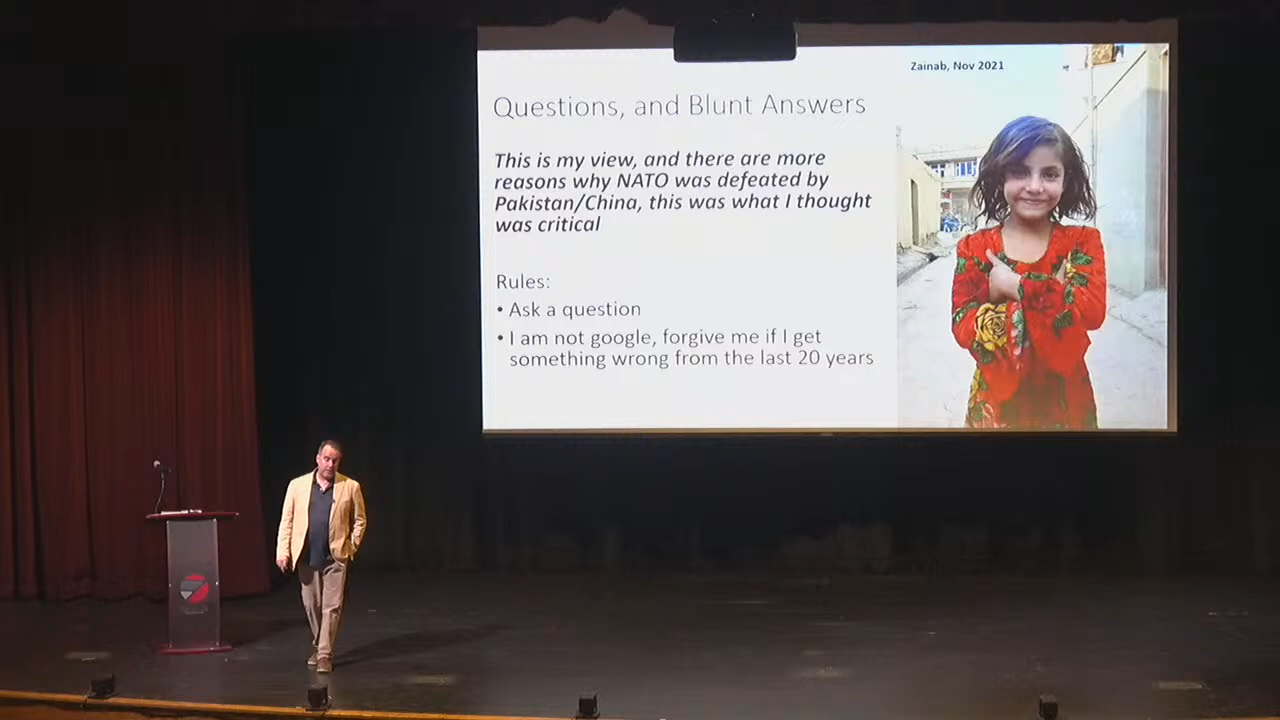 Zainab, Nov 2021
Questions, and Blunt Answers
This is my view, and there are more
reasons why NATO was defeated by
Pakistan/China, this was what I thought
was critical
Rules:
• Ask a question
• I am not google, forgive me if I get
something wrong from the last 20 years